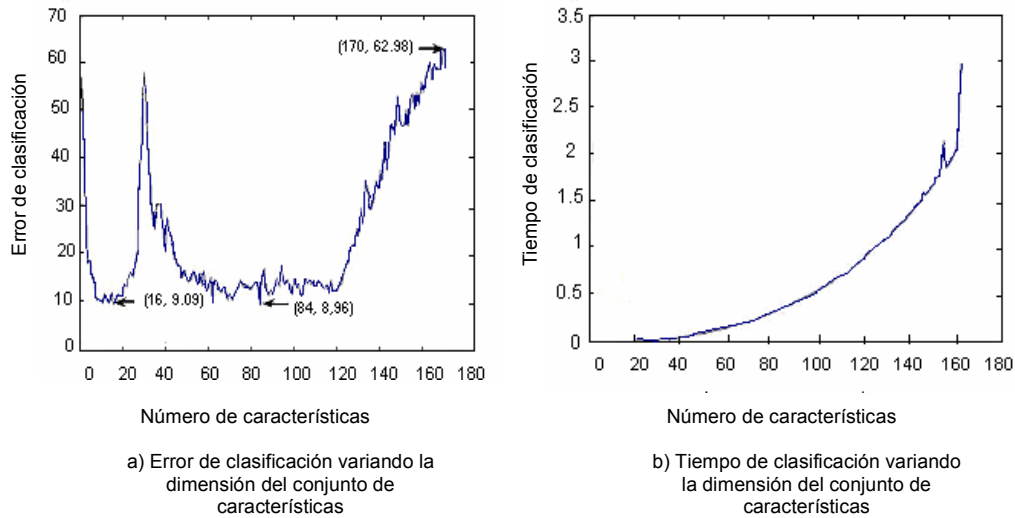 70
60
50
40
30
20
10
0
Error de clasificación
(170, 62.98)
(16, 9.09)
(84, 8,96)
0 20 40 60 80 100 120 140 160 180
Número de características
a) Error de clasificación variando la
dimensión del conjunto de
características
3.5
3
2.5
2
1.5
1
0.5
0
Tiempo de clasificación
0 20 40 60 80 100 120 140 160 180
Número de características
b) Tiempo de clasificación variando
la dimensión del conjunto de
características